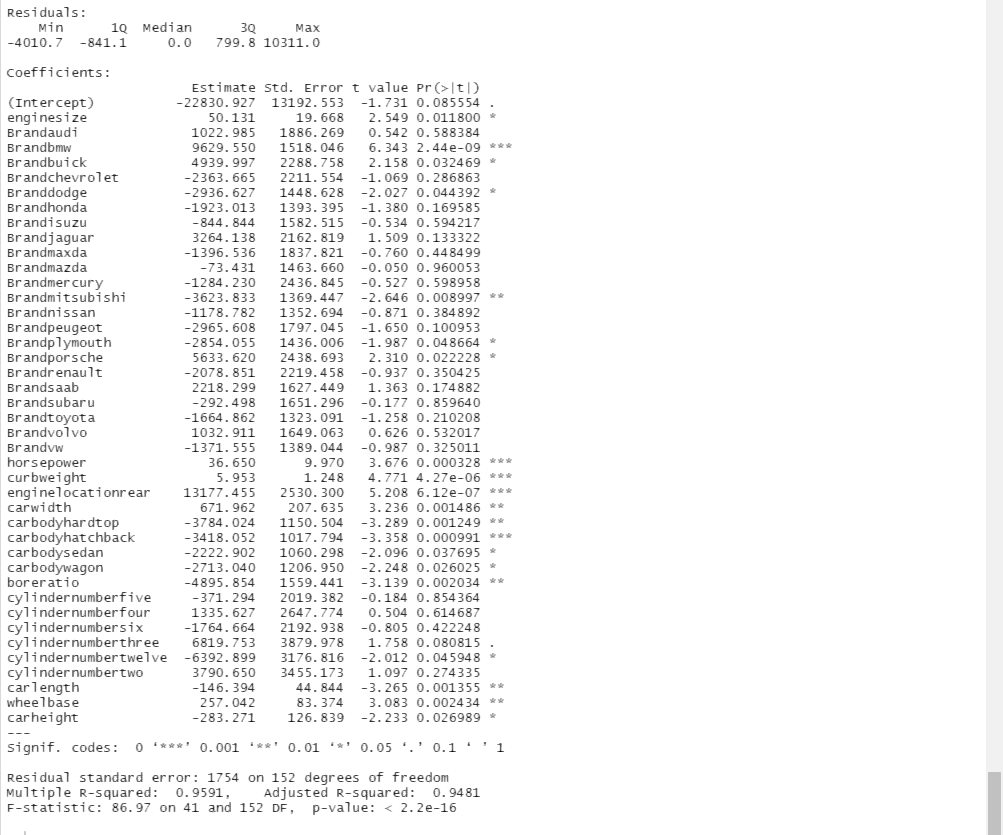 Residuals:
    Min      1Q  Median      3Q     Max
-4010.7  -841.1     0.0   799.8 10311.0
Coefficients:
                      Estimate Std. Error t value Pr(>|t|)
(Intercept)         -22830.927  13192.553  -1.731 0.085554 .
enginesize              50.131     19.668   2.549 0.011800 *
Brandaudi             1022.985   1886.269   0.542 0.588384
Brandbmw              9629.550   1518.046   6.343 2.44e-09 ***
Brandbuick            4939.997   2288.758   2.158 0.032469 *
Brandchevrolet       -2363.665   2211.554  -1.069 0.286863
Branddodge           -2936.627   1448.628  -2.027 0.044392 *
Brandhonda           -1923.013   1393.395  -1.380 0.169585
Brandisuzu            -844.844   1582.515  -0.534 0.594217
Brandjaguar           3264.138   2162.819   1.509 0.133322
Brandmaxda           -1396.536   1837.821  -0.760 0.448499
Brandmazda             -73.431   1463.660  -0.050 0.960053
Brandmercury         -1284.230   2436.845  -0.527 0.598958
Brandmitsubishi      -3623.833   1369.447  -2.646 0.008997 **
Brandnissan          -1178.782   1352.694  -0.871 0.384892
Brandpeugeot         -2965.608   1797.045  -1.650 0.100953
Brandplymouth        -2854.055   1436.006  -1.987 0.048664 *
Brandporsche          5633.620   2438.693   2.310 0.022228 *
Brandrenault         -2078.851   2219.458  -0.937 0.350425
Brandsaab             2218.299   1627.449   1.363 0.174882
Brandsubaru           -292.498   1651.296  -0.177 0.859640
Brandtoyota          -1664.862   1323.091  -1.258 0.210208
Brandvolvo            1032.911   1649.063   0.626 0.532017
Brandvw              -1371.555   1389.044  -0.987 0.325011
horsepower              36.650      9.970   3.676 0.000328 ***
curbweight               5.953      1.248   4.771 4.27e-06 ***
enginelocationrear   13177.455   2530.300   5.208 6.12e-07 ***
carwidth               671.962    207.635   3.236 0.001486 **
carbodyhardtop       -3784.024   1150.504  -3.289 0.001249 **
carbodyhatchback     -3418.052   1017.794  -3.358 0.000991 ***
carbodysedan         -2222.902   1060.298  -2.096 0.037695 *
carbodywagon         -2713.040   1206.950  -2.248 0.026025 *
boreratio            -4895.854   1559.441  -3.139 0.002034 **
cylindernumberfive    -371.294   2019.382  -0.184 0.854364
cylindernumberfour    1335.627   2647.774   0.504 0.614687
cylindernumbersix    -1764.664   2192.938  -0.805 0.422248
cylindernumberthree   6819.753   3879.978   1.758 0.080815 .
cylindernumbertwelve -6392.899   3176.816  -2.012 0.045948 *
cylindernumbertwo     3790.650   3455.173   1.097 0.274335
carlength             -146.394     44.844  -3.265 0.001355 **
wheelbase              257.042     83.374   3.083 0.002434 **
carheight             -283.271    126.839  -2.233 0.026989 *
---
Signif. codes:  0 ‘***’ 0.001 ‘**’ 0.01 ‘*’ 0.05 ‘.’ 0.1 ‘ ’ 1
Residual standard error: 1754 on 152 degrees of freedom
Multiple R-squared:  0.9591,    Adjusted R-squared:  0.9481
F-statistic: 86.97 on 41 and 152 DF,  p-value: < 2.2e-16